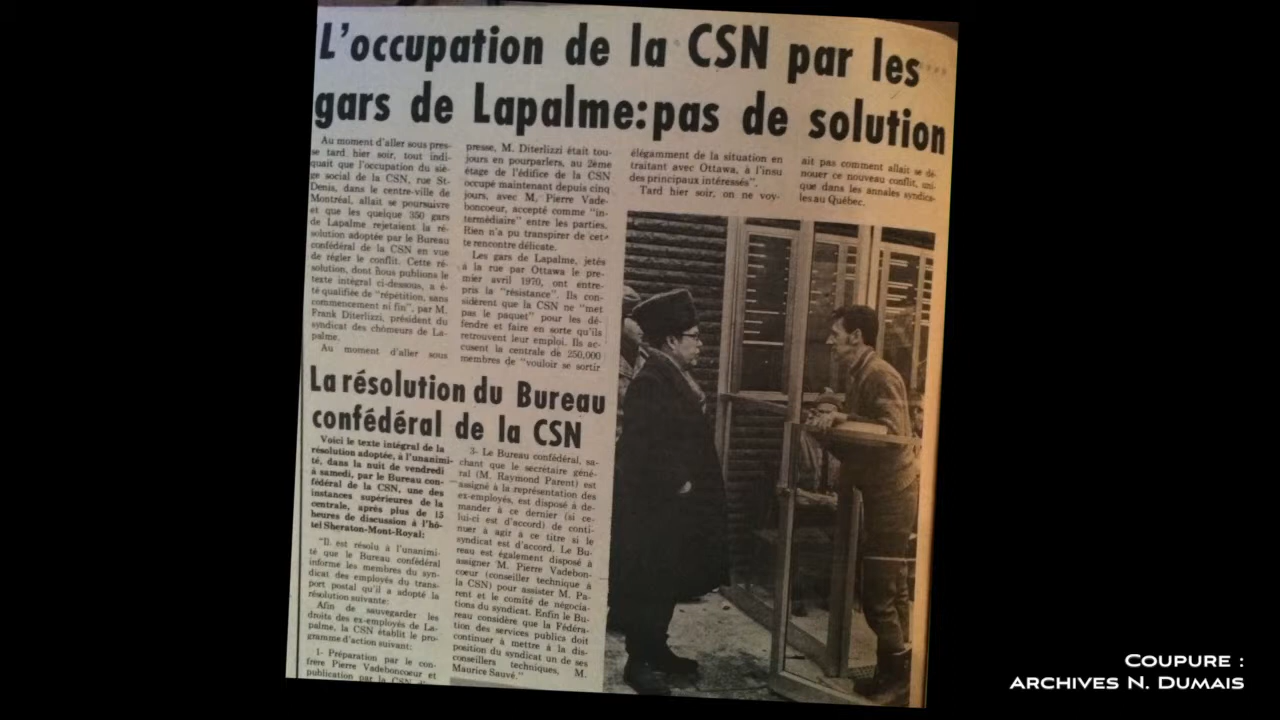 L'occupation de la CSN par les
gars de Lapalme: pas de solution
Au moment d'aller sous pres-
se tard hier soir, tout indi-
quait que l'occupation du siè-
ge social de la CSN, rue St-
Denis, dans le centre-ville de
Montréal, allait se poursuivre
et que les quelque 350 gars
de Lapalme rejetaient la ré-
solution adoptée par le Bureau
confédéral de la CSN en vue
de régler le conflit. Cette ré-
solution, dont nous publions le
texte intégral ci-dessous, a é-
té qualifiée de "répétition, sans
commencement ni fin", par M.
Frank Diterlizzi, président du
syndicat des chômeurs de La-
palme.
Au moment d'aller sous
presse, M. Diterlizzi était tou-
jours en pourparlers, au 2ème
étage de l'édifice de la CSN
occupé maintenant depuis cinq
jours, avec M. Pierre Vade-
boncoeur, accepté comme "in-
termédiaire" entre les parties.
Rien n'a pu transpirer de cet-
te rencontre délicate.
Les gars de Lapalme, jetés
à la rue par Ottawa le pre-
mier avril 1970, ont entre-
pris la "résistance". Ils con-
sidèrent que la CSN ne "met
pas le paquet" pour les dé-
fendre et faire en sorte qu'ils
retrouvent leur emploi. Ils ac-
cusent la centrale de 250,000
membres de "vouloir se sortir
élégamment de la situation en
traitant avec Ottawa, à l'insu
des principaux intéressés".
Tard hier soir, on ne voy-
ait pas comment allait se dé-
nouer ce nouveau conflit, uni-
que dans les annales syndica-
les au Québec.
La résolution du Bureau
confédéral de la CSN
Voici le texte intégral de la
résolution adoptée, à l'unanimi-
té, dans la nuit de vendredi
à samedi, par le Bureau con-
fédéral de la CSN, une des
instances supérieures de la
centrale, après plus de 15
heures de discussion à l'hô-
tel Sheraton-Mont-Royal:
"Il est résolu à l'unanimi-
té que le Bureau confédéral
informe les membres du syn-
dicat des employés du trans-
port postal qu'il a adopté la
résolution suivante:
Afin de sauvegarder les
droits des ex-employés de La-
palme, la CSN établit le pro-
gramme d'action suivant:
1- Préparation par le con-
frère Pierre Vadeboncoeur et
publication par la CSN
3- Le Bureau confédéral, sa-
chant que le secrétaire géné-
ral (M. Raymond Parent) est
assigné à la représentation des
ex-employés, est disposé à de-
mander à ce dernier (si ce-
lui-ci est d'accord) de conti-
nuer à agir à ce titre si le
syndicat est d'accord. Le Bu-
reau est également disposé à
assigner M. Pierre Vadebon-
coeur (conseiller technique à
la CSN) pour assister M. Pa-
rent et le comité de négocia-
tions du syndicat. Enfin le Bu-
reau considère que la Fédéra-
tion des services publics doit
continuer à mettre à la dis-
position du syndicat un de ses
conseillers techniques, M.
Maurice Sauvé."
Coupure :
archives N. Dumais